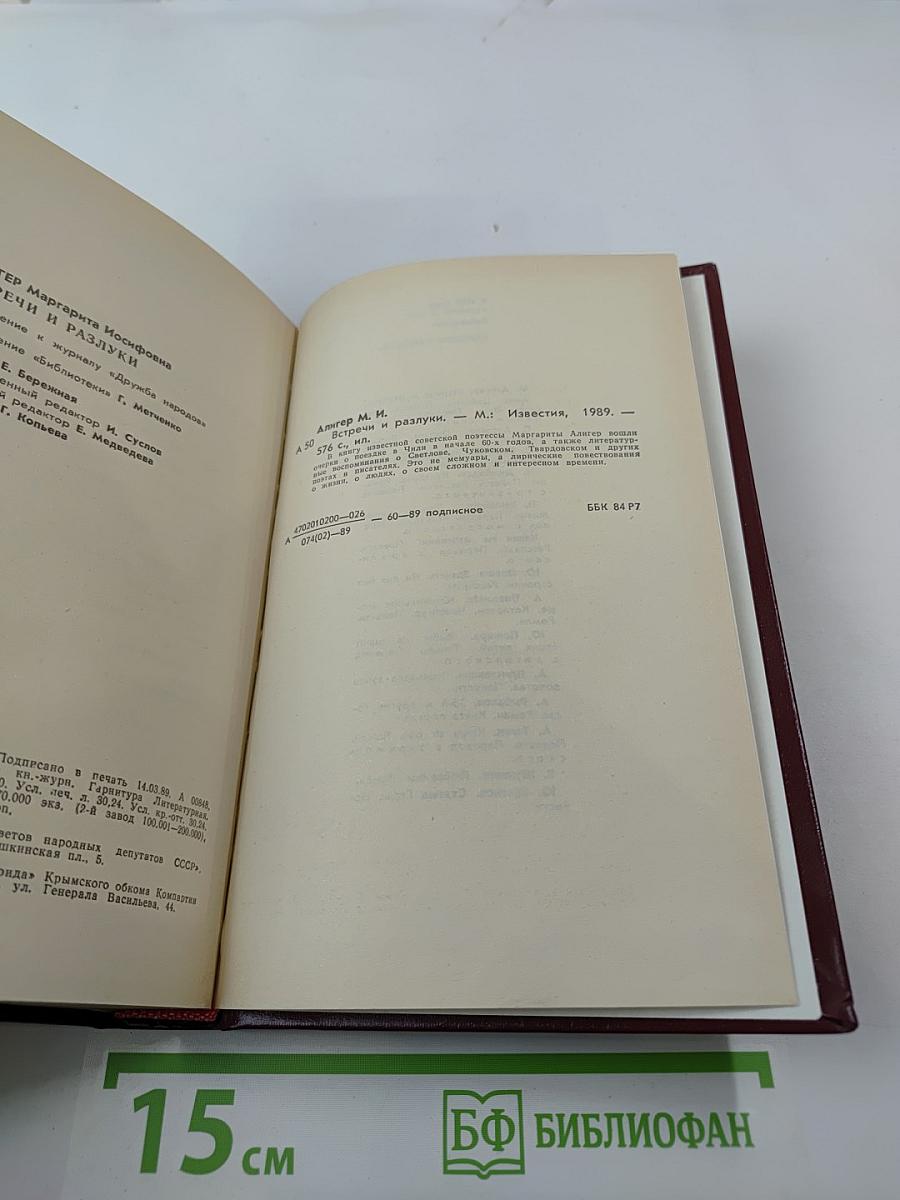 ГЕР Маргарита Иосифовна
РЕЧИ И РАЗЛУКИ
ение к журналу «Дружба народов»
ение «Библиотеки» Г. Метченко
Е. Бережная
енный редактор И. Суслов
й редактор Е. Медведева
Г. Копьева
Подписано в печать 14.03.89. А 00848.
кн.-журн. Гарнитура Литературная.
0. Усл. печ. л. 30,24. Усл. кр.-отт. 30,24.
70.000 экз. (2-й завод 100.001—200.000),
оп.
ветов народных депутатов СССР»,
шкинская пл., 5.
рида» Крымского обкома Компартии
ул. Генерала Васильева, 44.
Алигер М. И.
А 50 Встречи и разлуки. — М.: Известия, 1989. —
576 с., ил.
В книгу известной советской поэтессы Маргариты Алигер вошли
очерки о поездке в Чили в начале 60-х годов, а также литератур-
ные воспоминания о Светлове, Чуковском, Твардовском и других
поэтах и писателях. Это не мемуары, а лирические повествования
о жизни, о людях, о своем сложном и интересном времени.
А 4702010200—026
074(02)—89
— 60—89 подписное
ББК 84 Р7
15 см
БФ БИБЛИОФАН